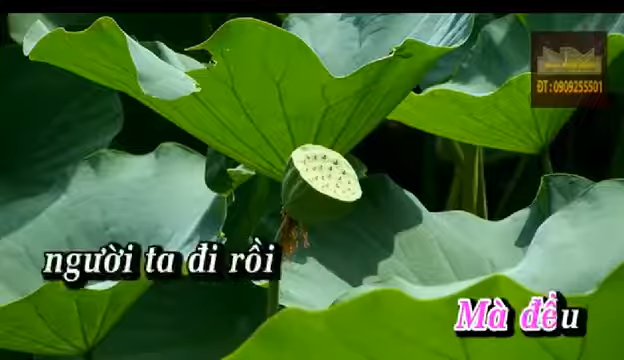 ĐT : 0909255501
người ta đi rồi
Mà đều